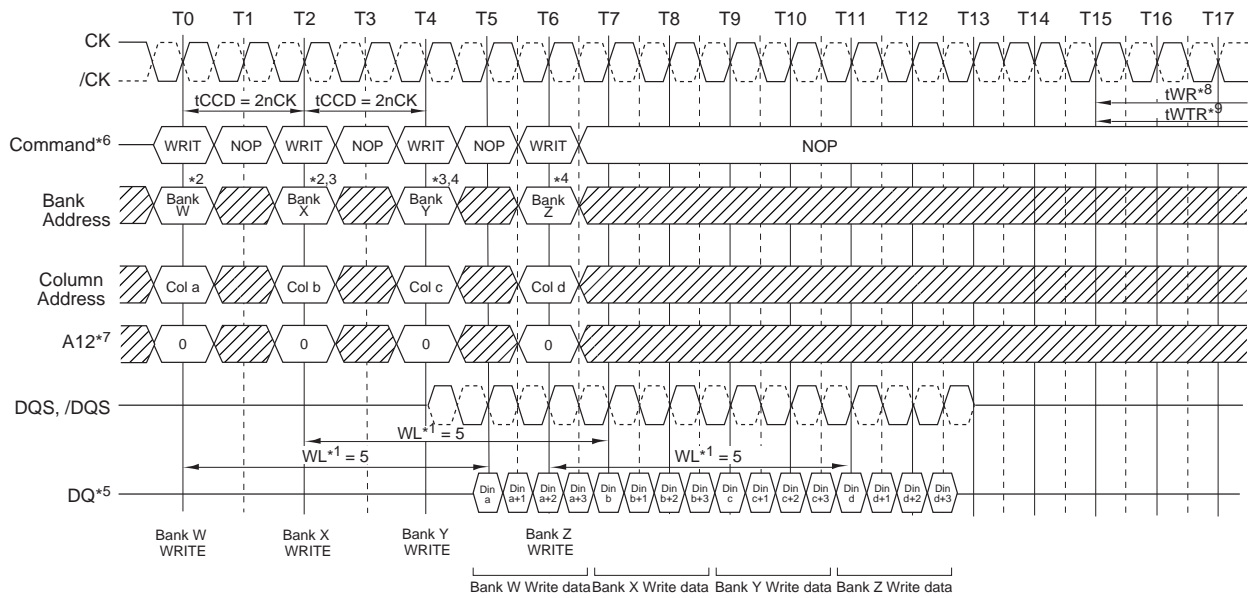 T0 T1 T2 T3 T4 T5 T6 T7 T8 T9 T10 T11 T12 T13 T14 T15 T16 T17
CK
/CK
tCCD = 2nCK tCCD = 2nCK tWR*8
tWTR*9
Command*6 WRIT NOP WRIT NOP WRIT NOP WRIT NOP
*2 *2,3 *3,4 *4
Bank Address Bank W Bank X Bank Y Bank Z
Column Address Col a Col b Col c Col d
A12*7 0 0 0 0
DQS, /DQS
WL*1 = 5
WL*1 = 5 WL*1 = 5
DQ*5 Din a Din a+1 Din a+2 Din a+3 Din b Din b+1 Din b+2 Din b+3 Din c Din c+1 Din c+2 Din c+3 Din d Din d+1 Din d+2 Din d+3
Bank W Bank X Bank Y Bank Z
WRITE WRITE WRITE WRITE
Bank W Write data Bank X Write data Bank Y Write data Bank Z Write data